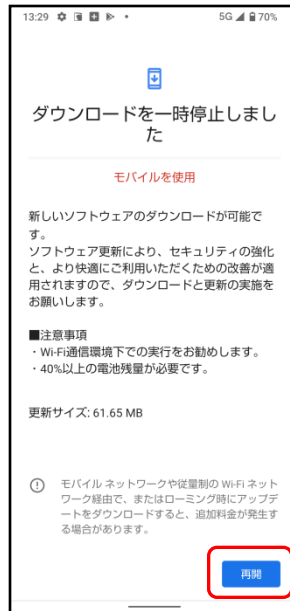 13:29 5G 70%
ダウンロードを一時停止しまし
た
モバイルを使用
新しいソフトウェアのダウンロードが可能で
す。
ソフトウェア更新により、セキュリティの強化
と、より快適にご利用いただくための改善が適
用されますので、ダウンロードと更新の実施を
お願いします。
■注意事項
・Wi-Fi通信環境下での実行をお勧めします。
・40%以上の電池残量が必要です。
更新サイズ: 61.65 MB
モバイル ネットワークや従量制の Wi-Fi ネット
ワーク経由で、またはローミング時にアップデ
ートをダウンロードすると、追加料金が発生す
る場合があります。
再開